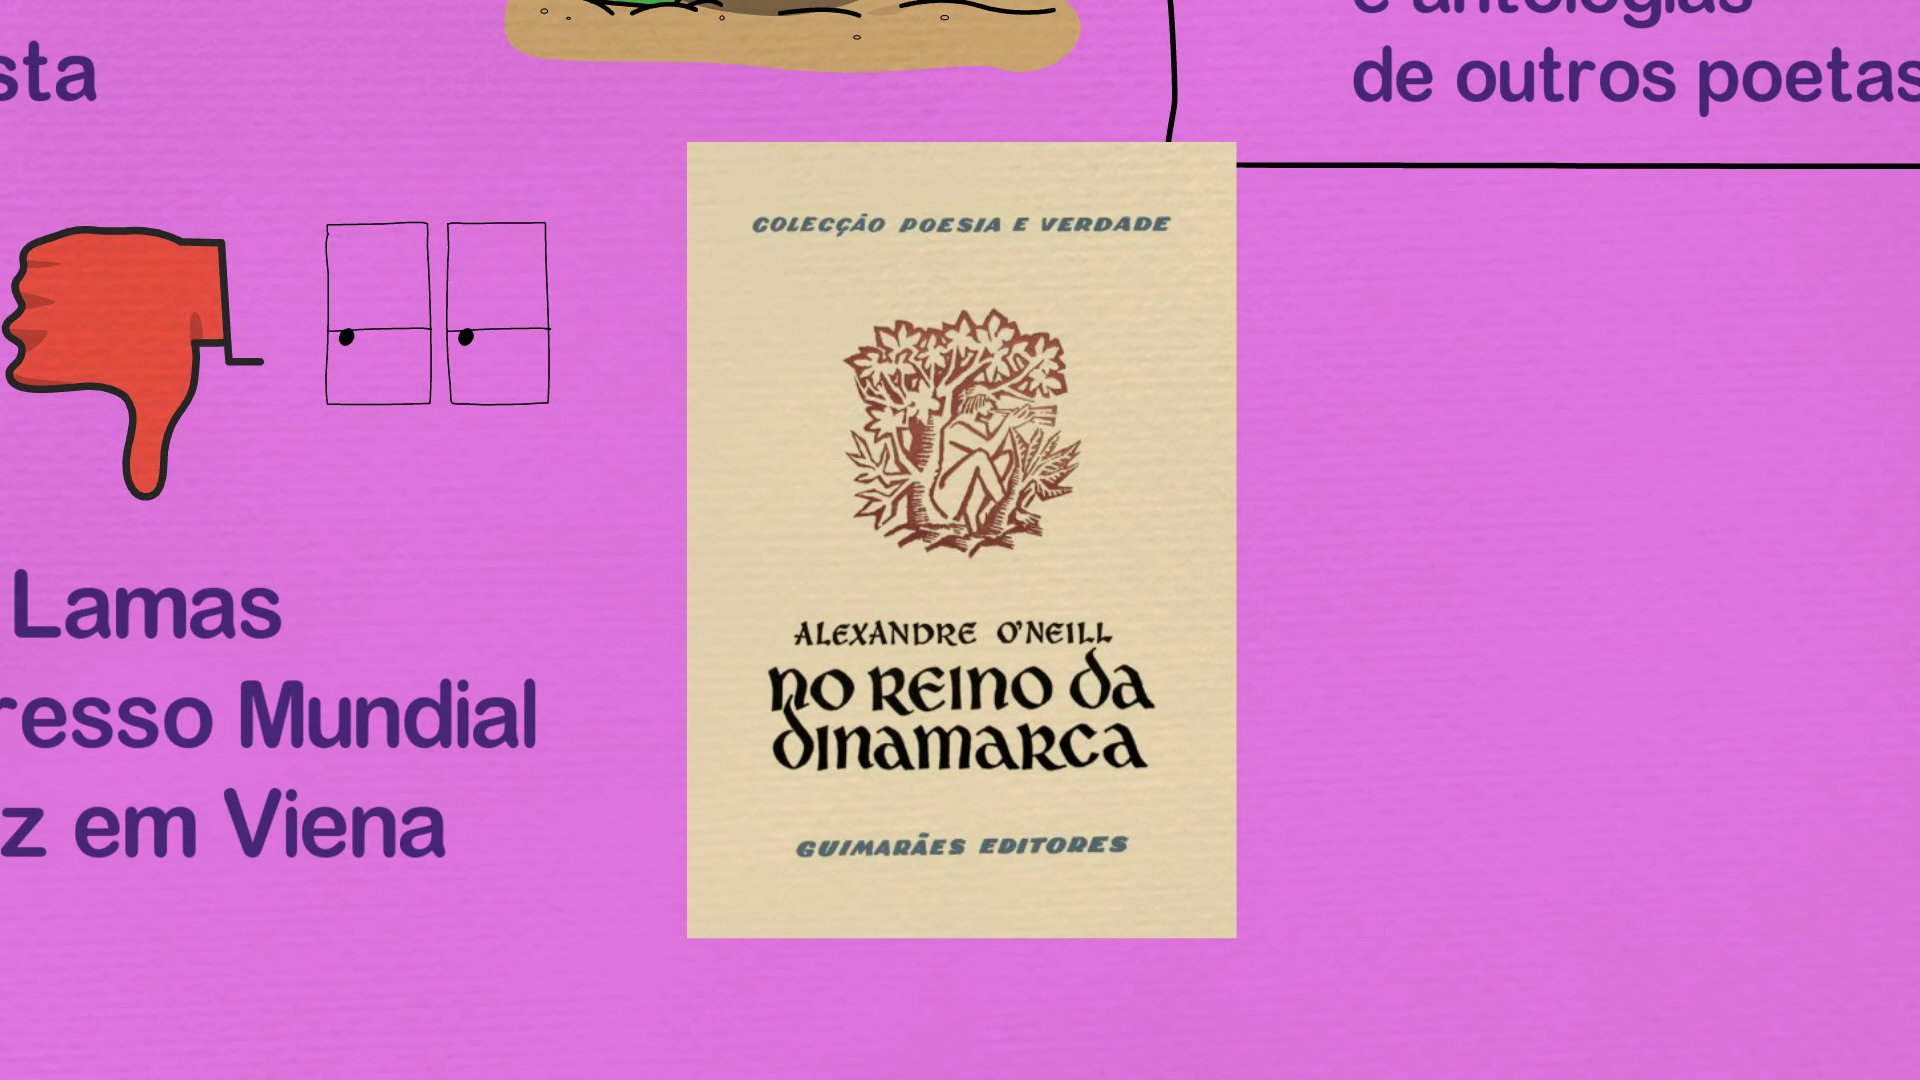 sta
e antologias
de outros poetas
COLECÇÃO POESIA E VERDADE
ALEXANDRE O'NEILL
NO REINO DA
DINAMARCA
GUIMARÃES EDITORES
Lamas
resso Mundial
z em Viena